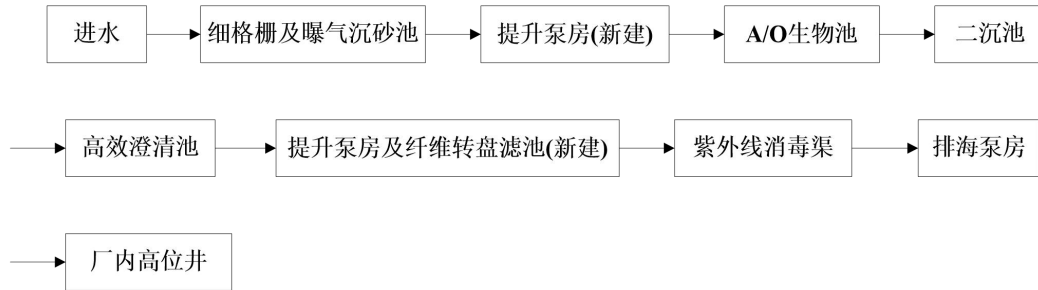 进水
细格栅及曝气沉砂池
提升泵房(新建)
A/O生物池
二沉池
高效澄清池
提升泵房及纤维转盘滤池(新建)
紫外线消毒渠
排海泵房
厂内高位井